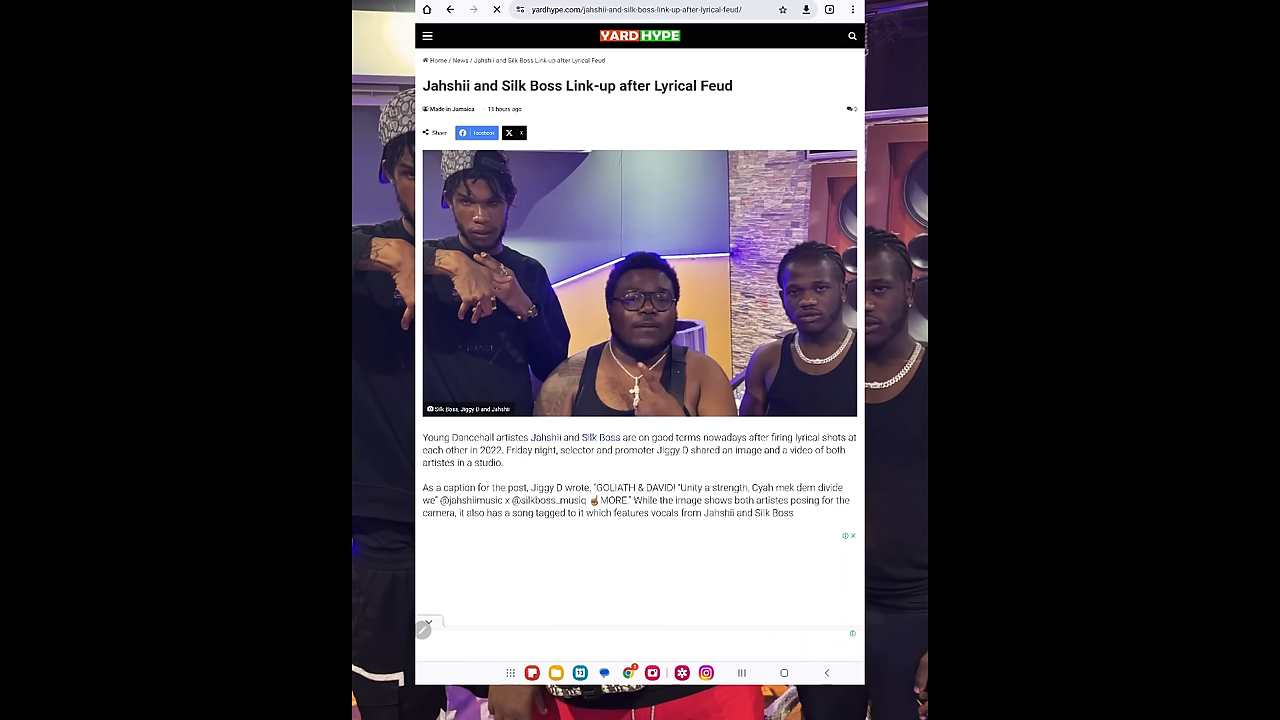 yardhype.com/jahshii-and-silk-boss-link-up-after-lyrical-feud/
YARDHYPE
Home / News / Jahshii and Silk Boss Link up after Lyrical Feud
Jahshii and Silk Boss Link-up after Lyrical Feud
Made in Jamaica 11 hours ago 0
Share Facebook X
Silk Boss, Jiggy D and Jahshii
Young Dancehall artistes Jahshii and Silk Boss are on good terms nowadays after firing lyrical shots at
each other in 2022. Friday night, selector and promoter Jiggy D shared an image and a video of both
artistes in a studio.
As a caption for the post, Jiggy D wrote, "GOLIATH & DAVID! "Unity a strength, Cyah mek dem divide
we" @jahshiimusic x @silkboss_musiq ☝🏾MORE." While the image shows both artistes posing for the
camera, it also has a song tagged to it which features vocals from Jahshii and Silk Boss.